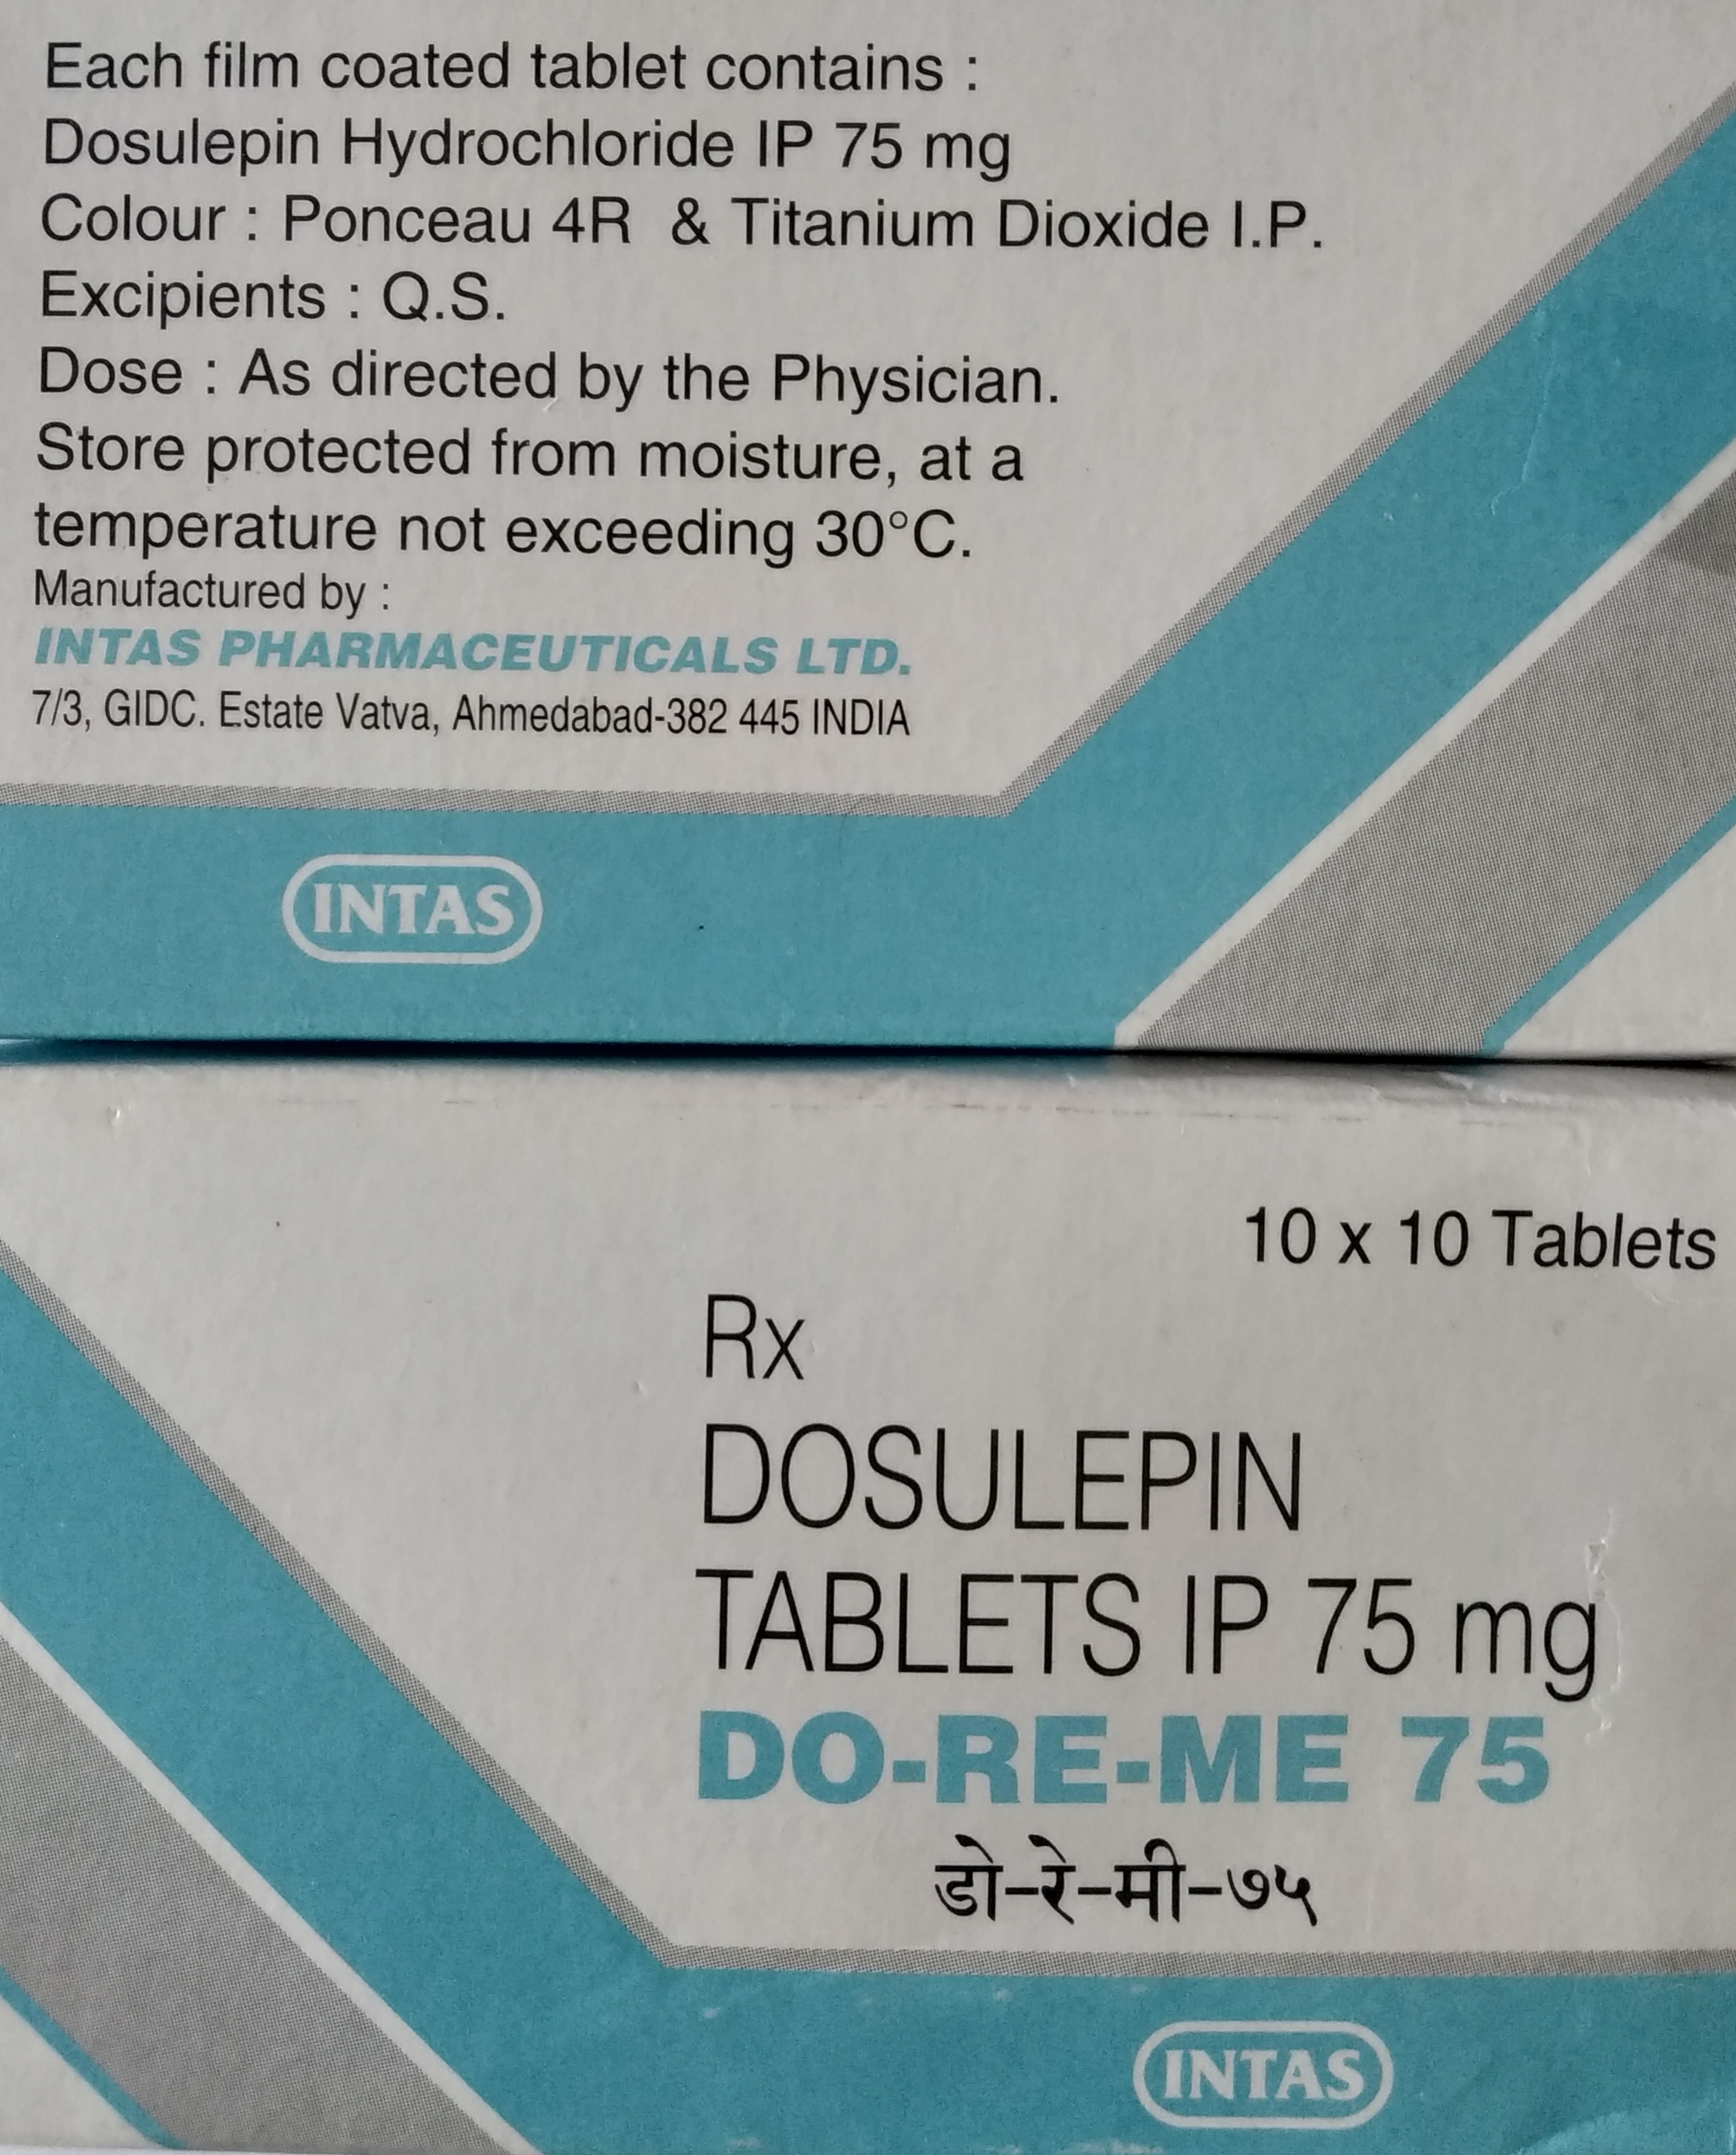 Each film coated tablet contains :
Dosulepin Hydrochloride IP 75 mg
Colour : Ponceau 4R & Titanium Dioxide I.P.
Excipients : Q.S.
Dose : As directed by the Physician.
Store protected from moisture, at a
temperature not exceeding 30°C.
Manufactured by :
INTAS PHARMACEUTICALS LTD.
7/3, GIDC. Estate Vatva, Ahmedabad-382 445 INDIA
INTAS
10 x 10 Tablets
Rx
DOSULEPIN
TABLETS IP 75 mg
DO-RE-ME 75
डो-रे-मी-७५
INTAS